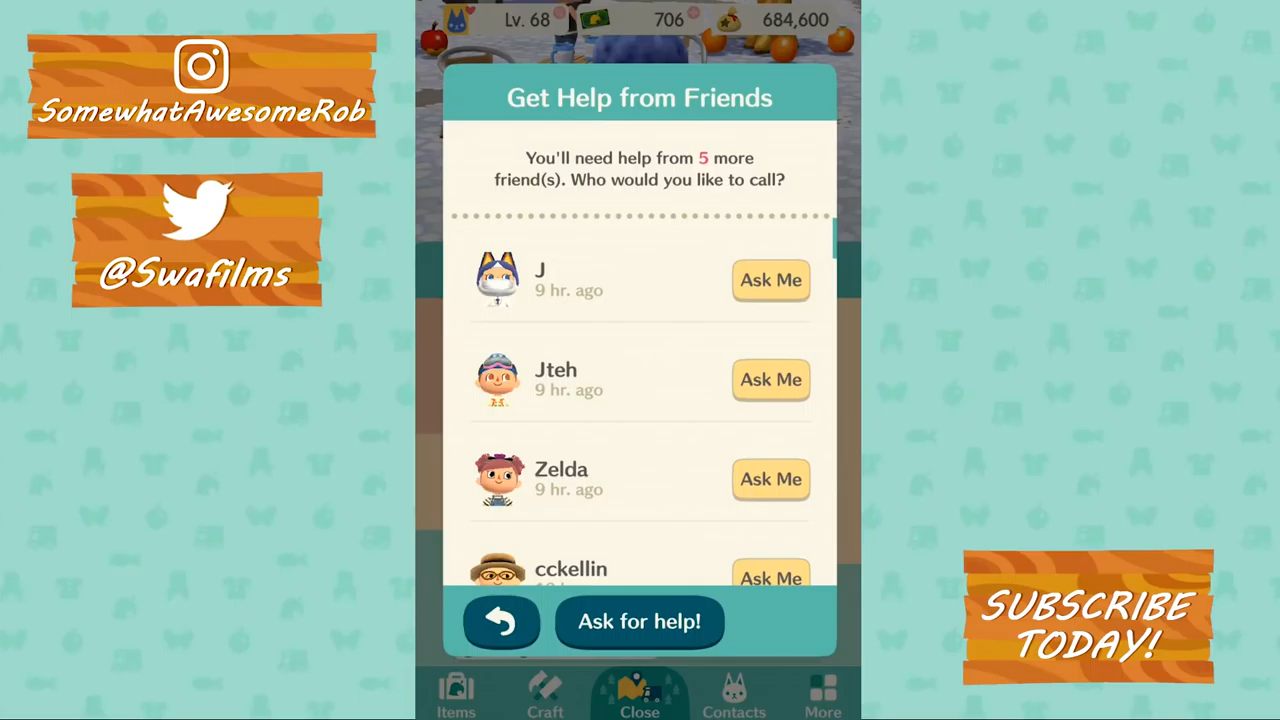 SomewhatAwesomeRob
@Swafilms
Lv. 68
706
684,600
Get Help from Friends
You'll need help from 5 more
friend(s). Who would you like to call?
J
9 hr. ago
Ask Me
Jteh
9 hr. ago
Ask Me
Zelda
9 hr. ago
Ask Me
cckellin
Ask Me
Ask for help!
Items
Craft
Close
Contacts
More
SUBSCRIBE
TODAY!